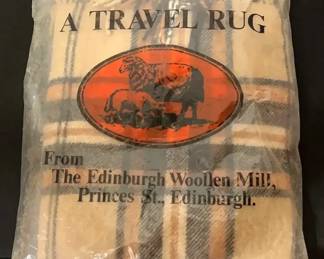 A TRAVEL RUG
From
The Edinburgh Woollen Mill,
Princes St., Edinburgh.